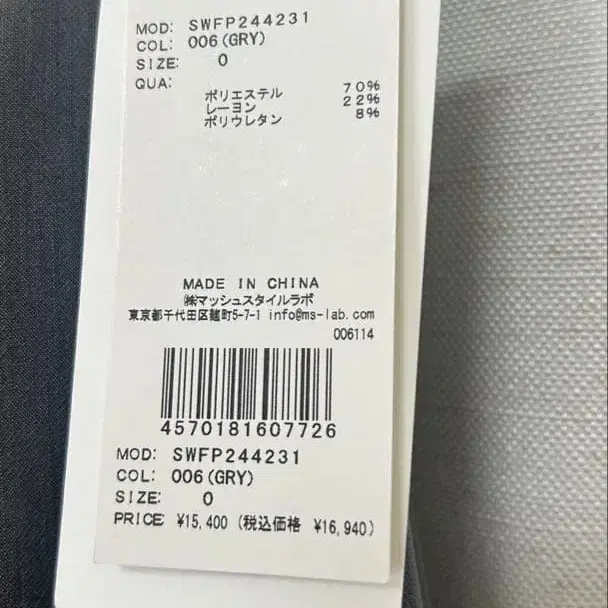 MOD: SWFP244231
COL: 006(GRY)
SIZE: 0
QUA:
ポリエステル 70%
レーヨン 22%
ポリウレタン 8%
MADE IN CHINA
㈱マッシュスタイルラボ
東京都千代田区麹町5-7-1 info@ms-lab.com
006114
4570181607726
MOD: SWFP244231
COL: 006(GRY)
SIZE: 0
PRICE: ¥15,400 (税込価格 ¥16,940)